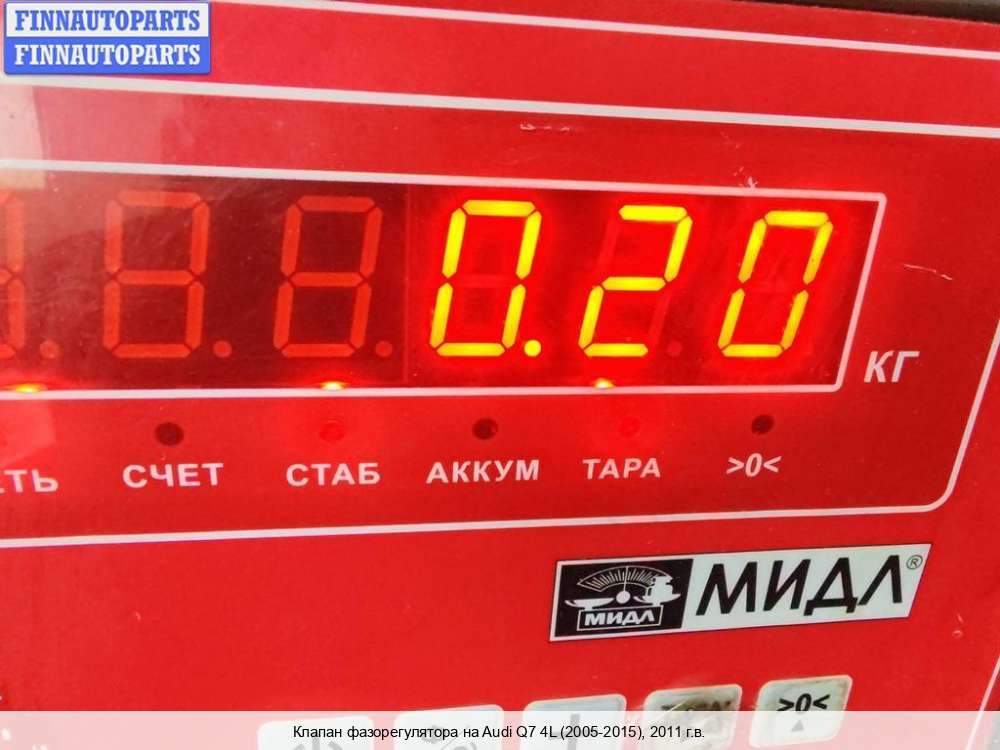 FINNAUTOPARTS
FINNAUTOPARTS
0.20
КГ
СЧЕТ СТАБ АККУМ ТАРА >0<
МИДЛ МИДЛ®
>0<
Клапан фазорегулятора на Audi Q7 4L (2005-2015), 2011 г.в.